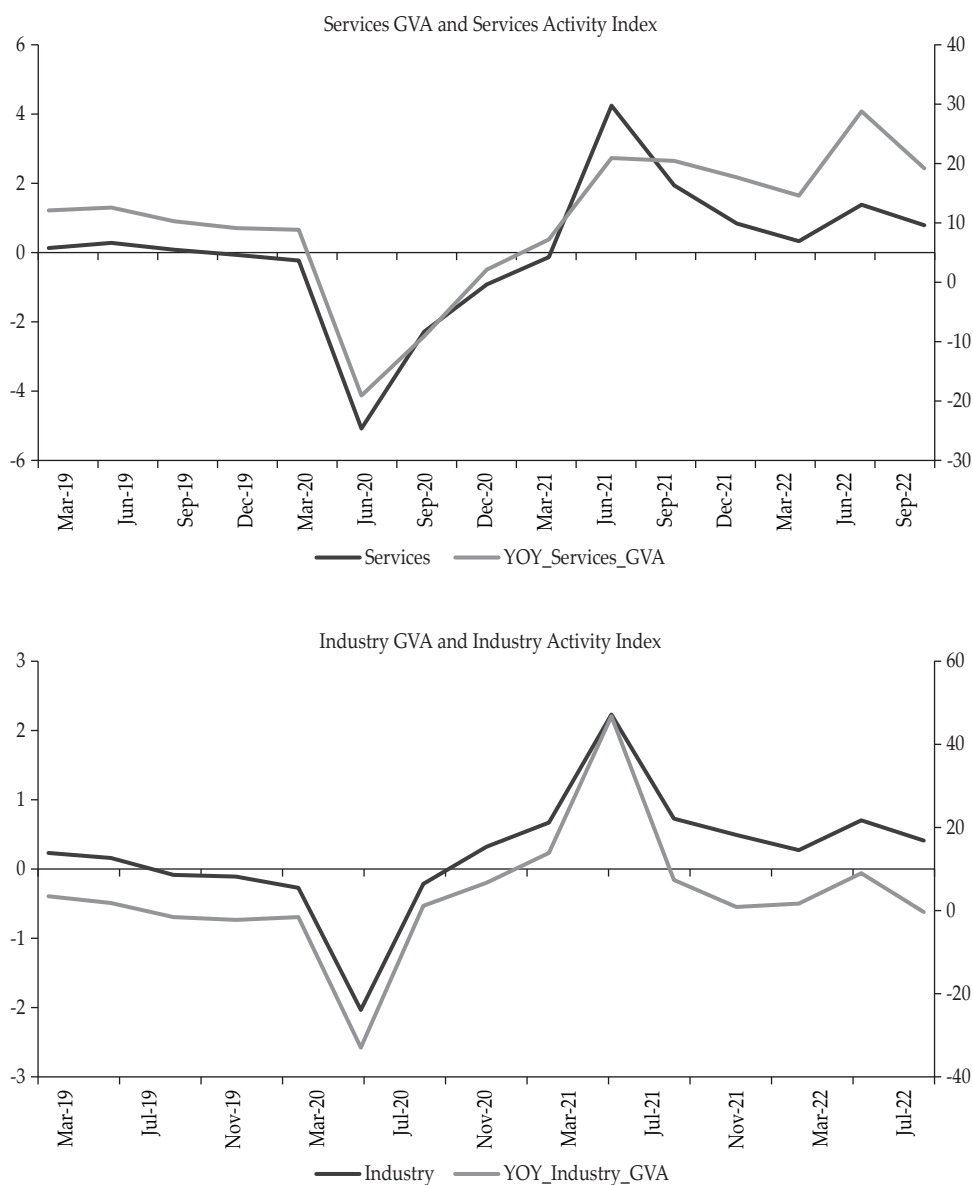 Services GVA and Services Activity Index
6
4
2
0
-2
-4
-6
40
30
20
10
0
-10
-20
-30
Mar-19
Jun-19
Sep-19
Dec-19
Mar-20
Jun-20
Sep-20
Dec-20
Mar-21
Jun-21
Sep-21
Dec-21
Mar-22
Jun-22
Sep-22
Services YOY_Services_GVA
Industry GVA and Industry Activity Index
3
2
1
0
-1
-2
-3
60
40
20
0
-20
-40
Mar-19
Jul-19
Nov-19
Mar-20
Jul-20
Nov-20
Mar-21
Jul-21
Nov-21
Mar-22
Jul-22
Industry YOY_Industry_GVA